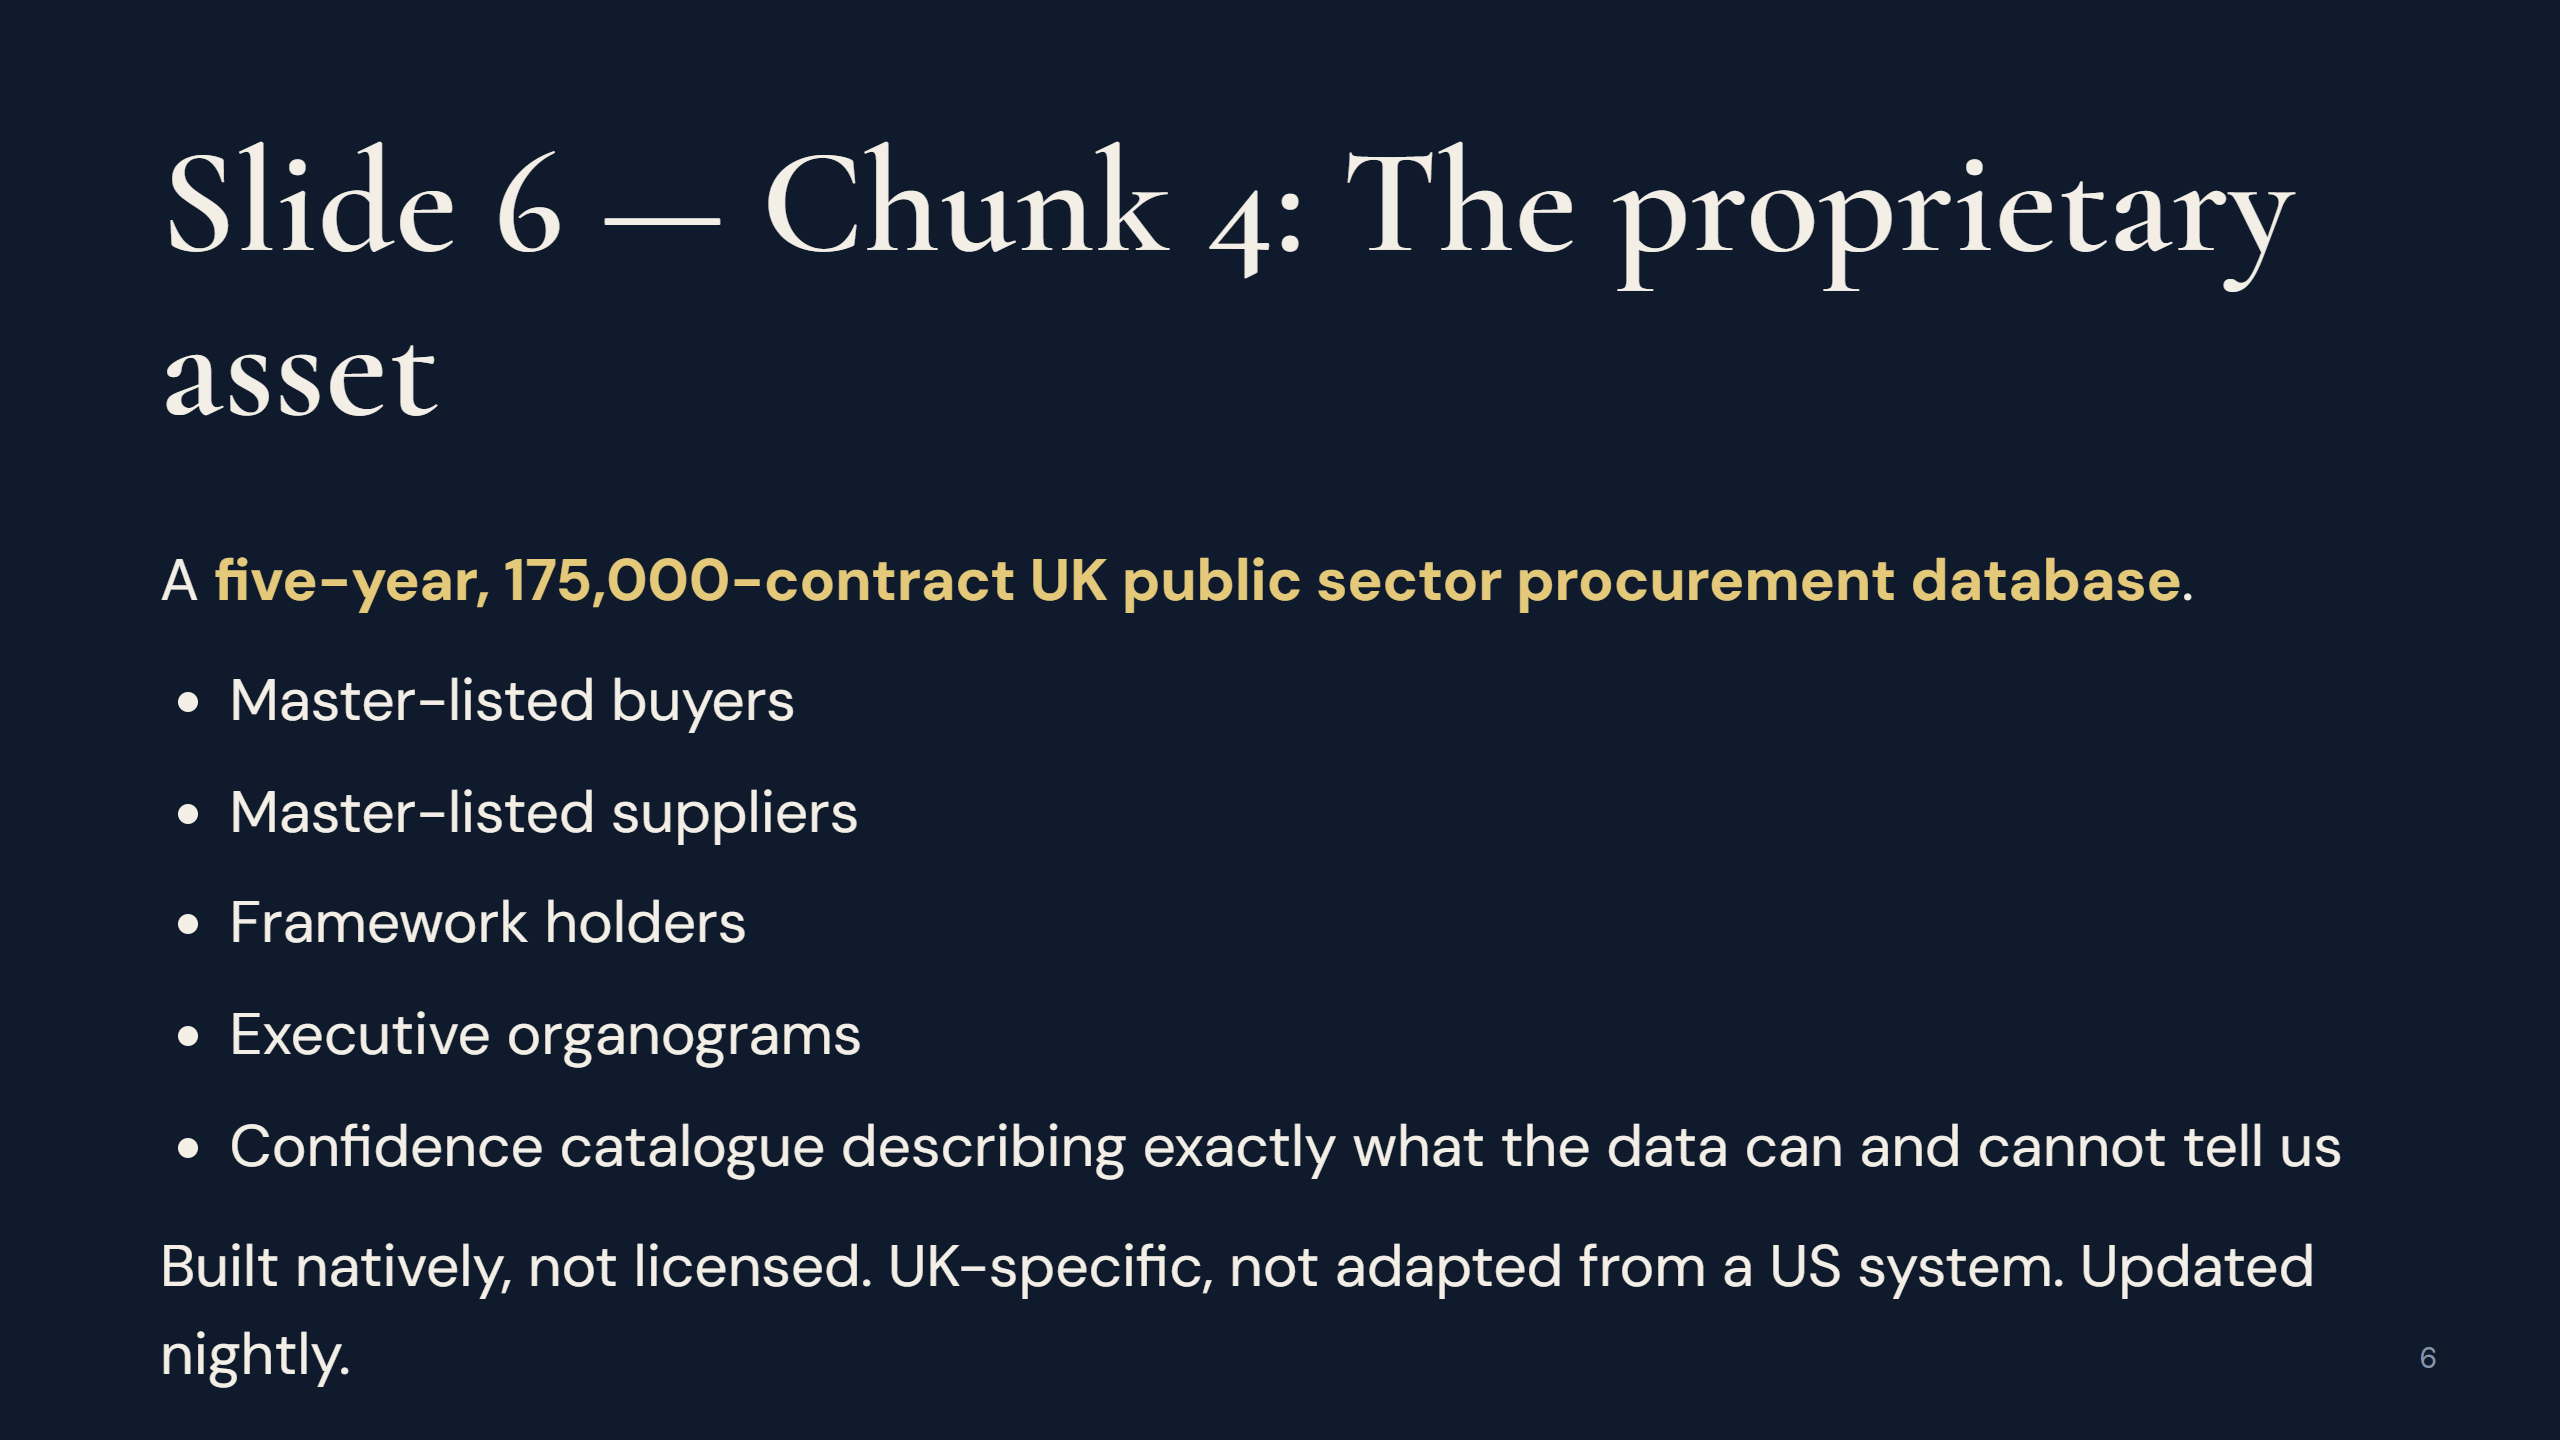 Slide 6 — Chunk 4: The proprietary
asset
A five-year, 175,000-contract UK public sector procurement database.
• Master-listed buyers
• Master-listed suppliers
• Framework holders
• Executive organograms
• Confidence catalogue describing exactly what the data can and cannot tell us
Built natively, not licensed. UK-specific, not adapted from a US system. Updated
nightly.
6